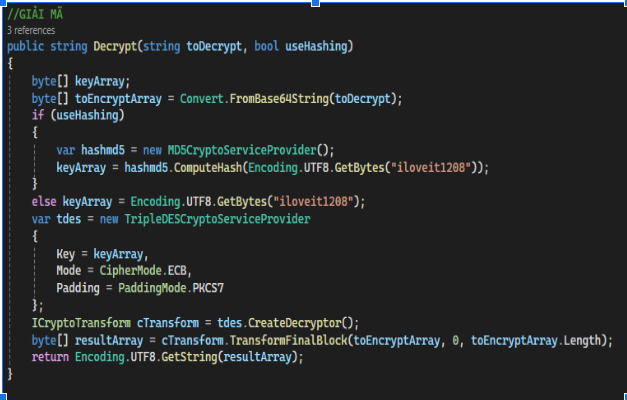 //GIẢI MÃ
3 references
public string Decrypt(string toDecrypt, bool useHashing)
{
    byte[] keyArray;
    byte[] toEncryptArray = Convert.FromBase64String(toDecrypt);
    if (useHashing)
    {
        var hashmd5 = new MD5CryptoServiceProvider();
        keyArray = hashmd5.ComputeHash(Encoding.UTF8.GetBytes("iloveit1208"));
    }
    else keyArray = Encoding.UTF8.GetBytes("iloveit1208");
    var tdes = new TripleDESCryptoServiceProvider
    {
        Key = keyArray,
        Mode = CipherMode.ECB,
        Padding = PaddingMode.PKCS7
    };
    ICryptoTransform cTransform = tdes.CreateDecryptor();
    byte[] resultArray = cTransform.TransformFinalBlock(toEncryptArray, 0, toEncryptArray.Length);
    return Encoding.UTF8.GetString(resultArray);
}